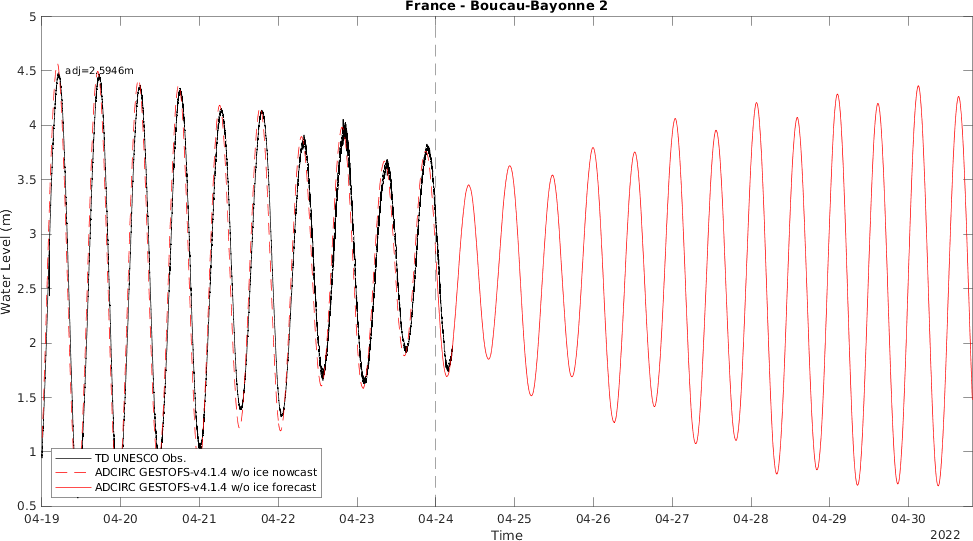 France - Boucau-Bayonne 2
adj=2.5946m
Water Level (m)
5
4.5
4
3.5
3
2.5
2
1.5
1
0.5
TD UNESCO Obs.
ADCIRC GESTOFS-v4.1.4 w/o ice nowcast
ADCIRC GESTOFS-v4.1.4 w/o ice forecast
04-19 04-20 04-21 04-22 04-23 04-24 04-25 04-26 04-27 04-28 04-29 04-30
Time
2022